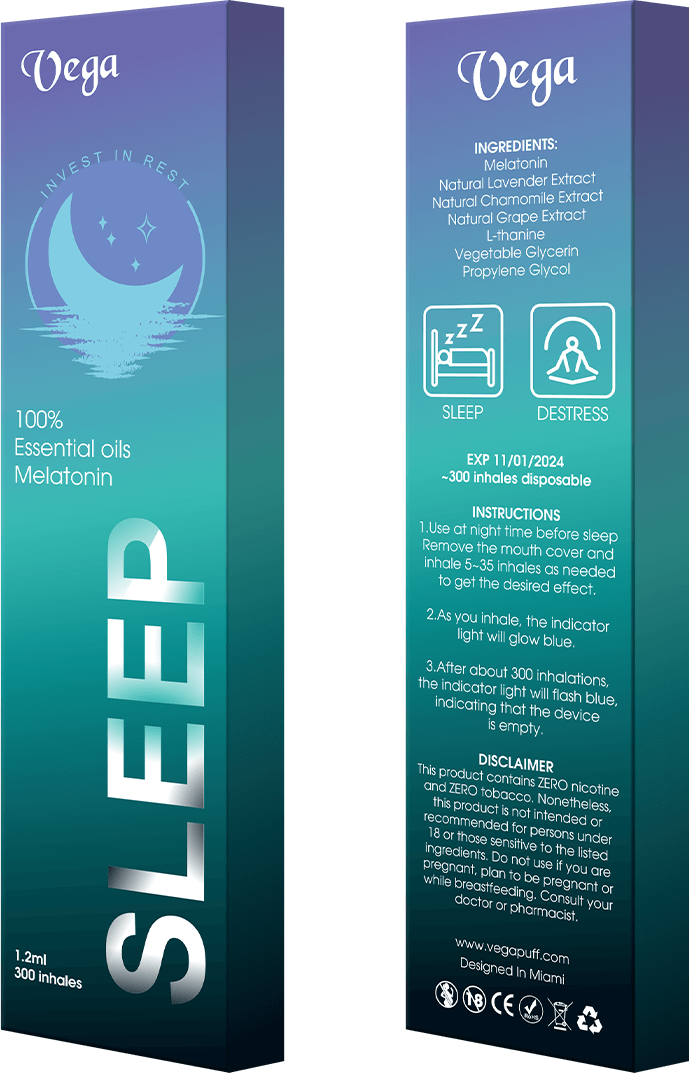 Vega
INVEST IN REST
100%
Essential oils
Melatonin
SLEEP
1.2ml
300 inhales
Vega
INGREDIENTS:
Melatonin
Natural Lavender Extract
Natural Chamomile Extract
Natural Grape Extract
L-thanine
Vegetable Glycerin
Propylene Glycol
zzZ
SLEEP
DESTRESS
EXP 11/01/2024
~300 inhales disposable
INSTRUCTIONS
1.Use at night time before sleep
Remove the mouth cover and
inhale 5~35 inhales as needed
to get the desired effect.
2.As you inhale, the indicator
light will glow blue.
3.After about 300 inhalations,
the indicator light will flash blue,
indicating that the device
is empty.
DISCLAIMER
This product contains ZERO nicotine
and ZERO tobacco. Nonetheless,
this product is not intended or
recommended for persons under
18 or those sensitive to the listed
ingredients. Do not use if you are
pregnant, plan to be pregnant or
while breastfeeding. Consult your
doctor or pharmacist.
www.vegapuff.com
Designed In Miami
18 CE